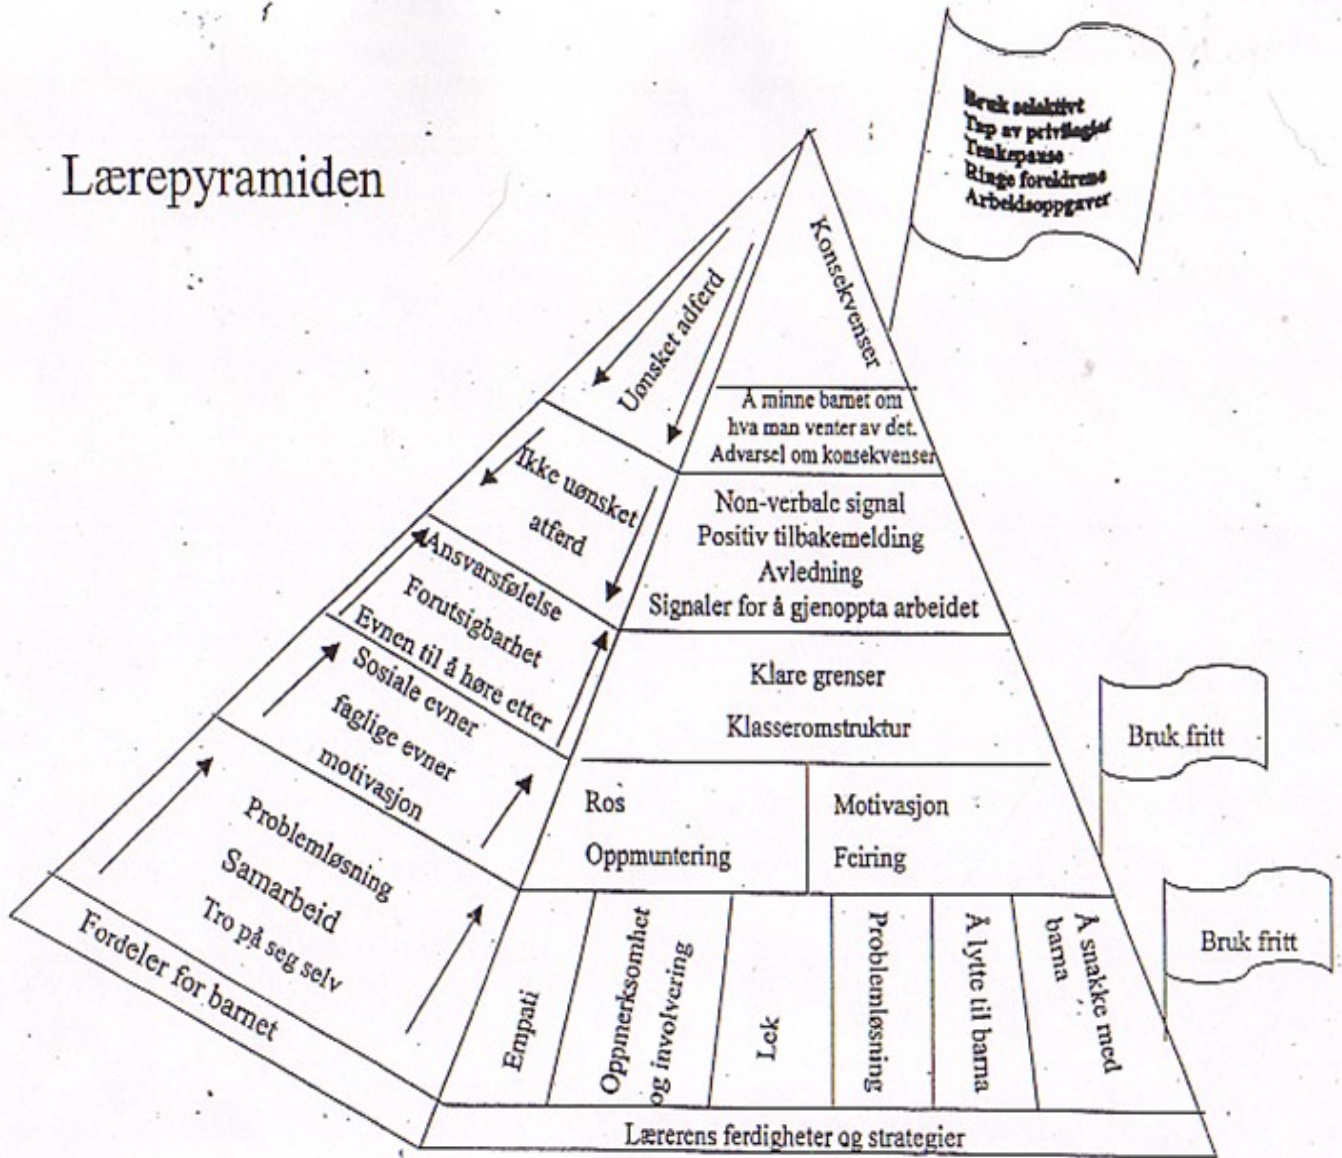 Lærepyramiden
Bruk selektivt
Tap av privilegier
Tenkepause
Ringe foreldrene
Arbeidsoppgaver
Konsekvenser
Å minne barnet om
hva man venter av det.
Advarsel om konsekvenser
Non-verbale signal
Positiv tilbakemelding
Avledning
Signaler for å gjenoppta arbeidet
Klare grenser
Klasseromstruktur
Bruk fritt
Ros
Oppmuntering
Motivasjon
Feiring
Bruk fritt
Empati
Oppmerksomhet
og involvering
Lek
Problemløsning
Å lytte til barna
Å snakke med
barna
Lærerens ferdigheter og strategier
Uønsket adferd
Ikke uønsket
atferd
Ansvarsfølelse
Forutsigbarhet
Evnen til å høre etter
Sosiale evner
faglige evner
motivasjon
Problemløsning
Samarbeid
Tro på seg selv
Fordeler for barnet